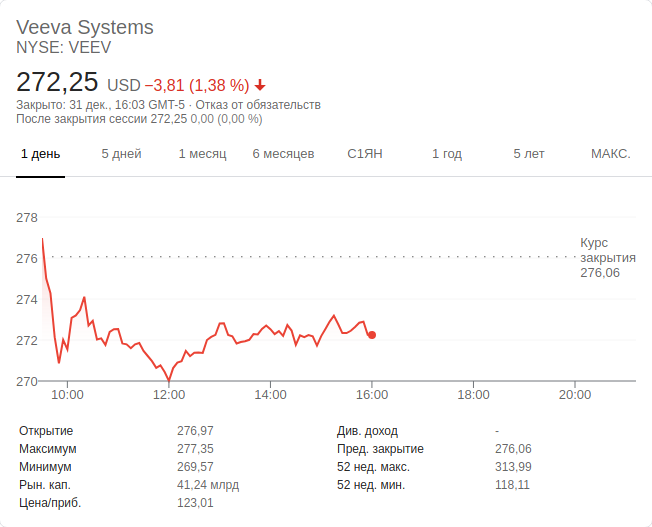 Veeva Systems
NYSE: VEEV
272,25 USD −3,81 (1,38 %)
Закрыто: 31 дек., 16:03 GMT-5 · Отказ от обязательств
После закрытия сессии 272,25 0,00 (0,00 %)
1 день 5 дней 1 месяц 6 месяцев С1ЯН 1 год 5 лет МАКС.
278
276
274
272
270
Курс
закрытия
276,06
10:00 12:00 14:00 16:00 18:00 20:00
Открытие 276,97 Див. доход -
Максимум 277,35 Пред. закрытие 276,06
Минимум 269,57 52 нед. макс. 313,99
Рын. кап. 41,24 млрд 52 нед. мин. 118,11
Цена/приб. 123,01